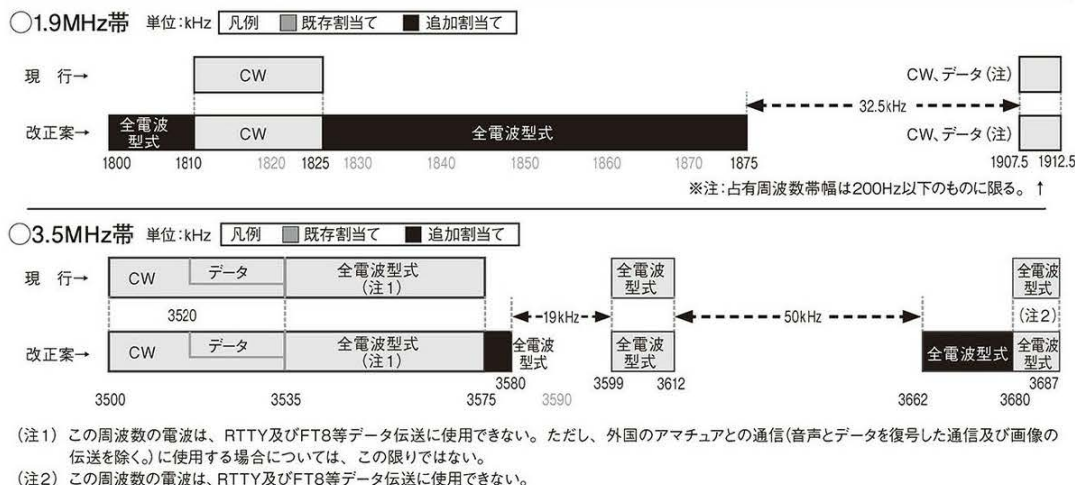 ○1.9MHz帯 単位:kHz 凡例 既存割当て 追加割当て
現 行→ CW CW、データ(注)
32.5kHz
改正案→ 全電波型式 CW 全電波型式 CW、データ(注)
1800 1810 1820 1825 1830 1840 1850 1860 1870 1875 1907.5 1912.5
※注:占有周波数帯幅は200Hz以下のものに限る。↑
○3.5MHz帯 単位:kHz 凡例 既存割当て 追加割当て
現 行→ CW データ 全電波型式(注1) 全電波型式 全電波型式
3520 19kHz 50kHz (注2)
改正案→ CW データ 全電波型式(注1) 全電波型式 全電波型式 全電波型式 全電波型式
3580 3599 3612 3687
3500 3535 3575 3590 3662 3680
(注1) この周波数の電波は、RTTY及びFT8等データ伝送に使用できない。ただし、外国のアマチュアとの通信(音声とデータを復号した通信及び画像の
伝送を除く。)に使用する場合については、この限りではない。
(注2) この周波数の電波は、RTTY及びFT8等データ伝送に使用できない。